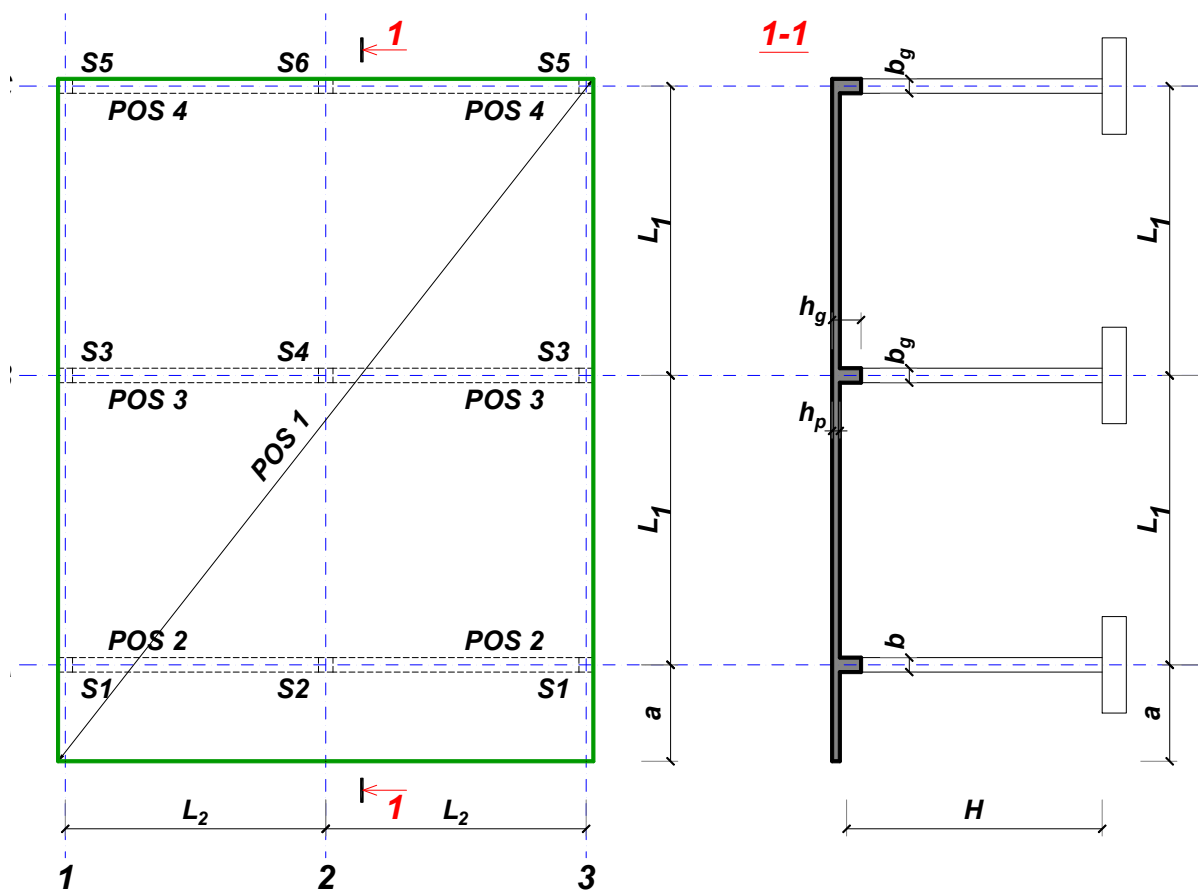 1
1-1
S5 S6 S5
b_g
POS 4 POS 4
L_1 L_1
h_g
S3 S4 S3
b_g
POS 3 POS 3
h_p
POS 1
L_1 L_1
POS 2 POS 2
b
S1 S2 S1
a a
1
L_2 L_2 H
1 2 3